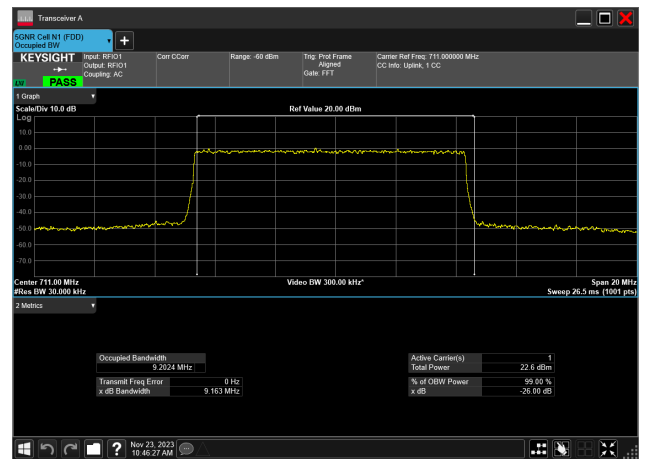 Transceiver A
5GNR Cell N1 (FDD)
Occupied BW
KEYSIGHT
Input: RFIO1
Output: RFIO1
Coupling: AC
Corr CCorr
Range: -60 dBm
Trig: Prot Frame
Aligned
Gate: FFT
Carrier Ref Freq: 711.000000 MHz
CC Info: Uplink, 1 CC
PASS
1 Graph
Scale/Div 10.0 dB
Ref Value 20.00 dBm
Log
10.0
0.00
-10.0
-20.0
-30.0
-40.0
-50.0
-60.0
-70.0
Center 711.00 MHz
Video BW 300.00 kHz*
Span 20 MHz
#Res BW 30.000 kHz
Sweep 26.5 ms (1001 pts)
2 Metrics
Occupied Bandwidth
9.2024 MHz
Active Carrier(s) 1
Total Power 22.6 dBm
Transmit Freq Error 0 Hz
x dB Bandwidth 9.163 MHz
% of OBW Power 99.00 %
x dB -26.00 dB
?
Nov 23, 2023
10:46:27 AM